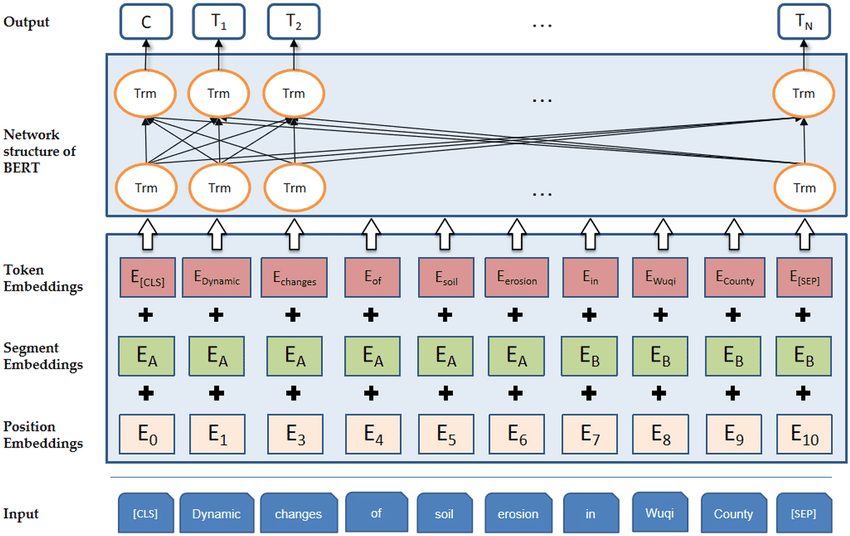 Output C T1 T2 ... TN
Trm Trm Trm ... Trm
Network
structure of
BERT
Trm Trm Trm ... Trm
Token
Embeddings
E[CLS] EDynamic Echanges Eof Esoil Eerosion Ein EWuqi ECounty E[SEP]
+ + + + + + + + + +
Segment
Embeddings
EA EA EA EA EA EA EB EB EB EB
+ + + + + + + + + +
Position
Embeddings
E0 E1 E3 E4 E5 E6 E7 E8 E9 E10
Input [CLS] Dynamic changes of soil erosion in Wuqi County [SEP]